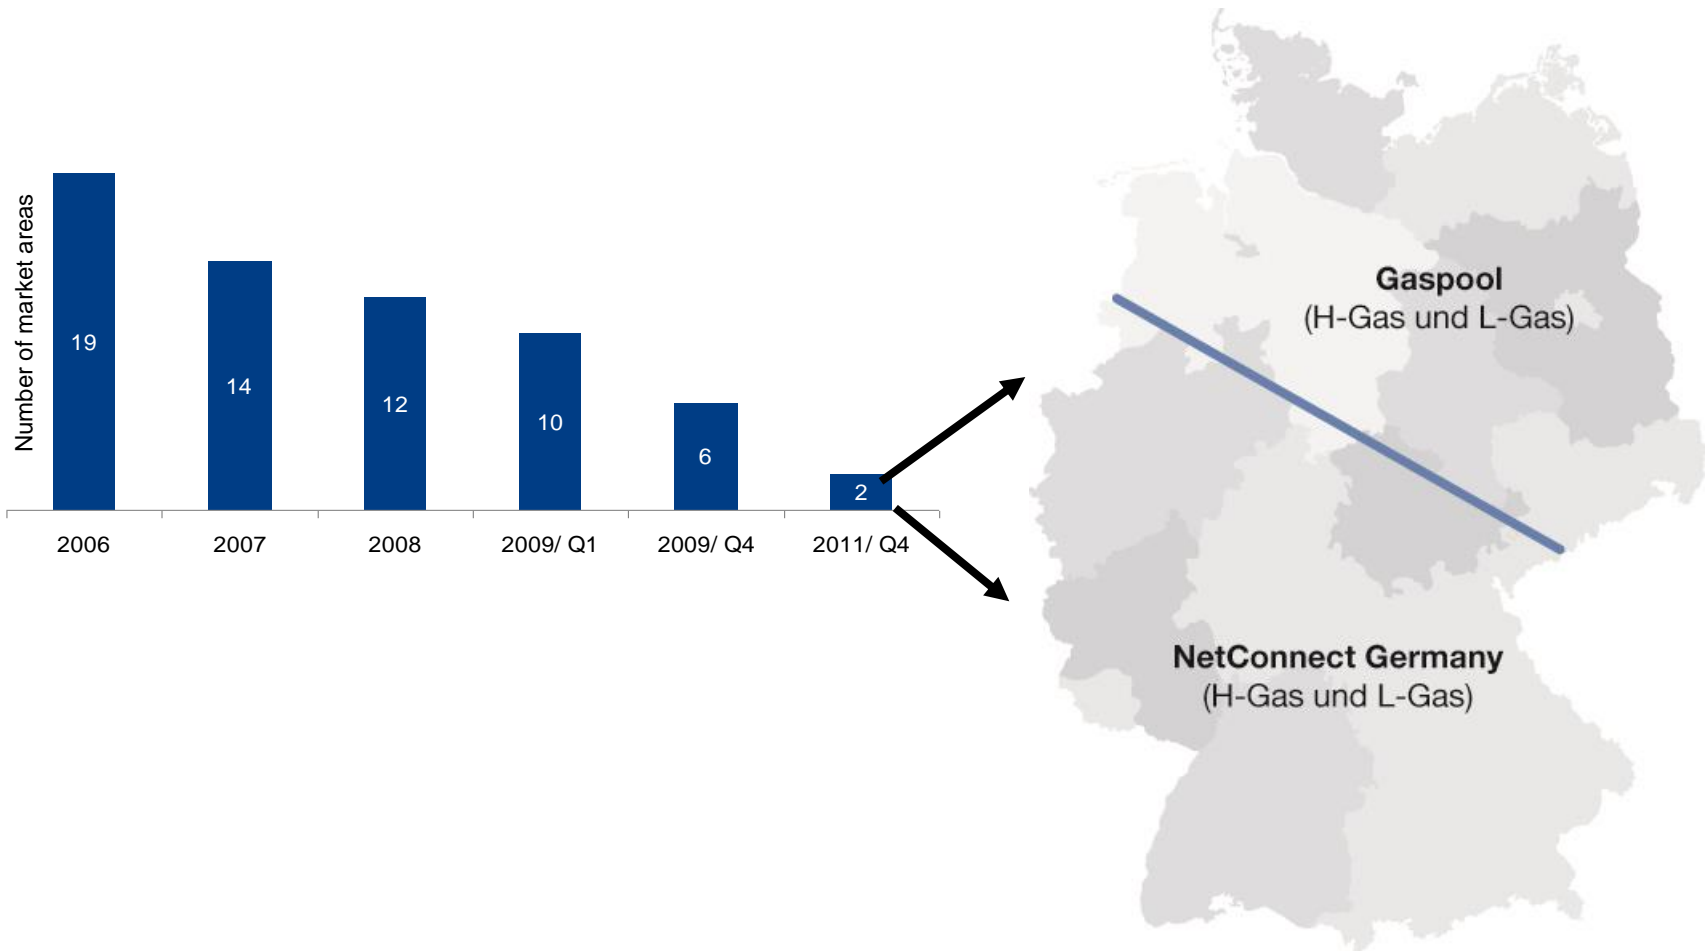 Number of market areas
19
14
12
10
6
2
2006
2007
2008
2009/ Q1
2009/ Q4
2011/ Q4
Gaspool
(H-Gas und L-Gas)
NetConnect Germany
(H-Gas und L-Gas)